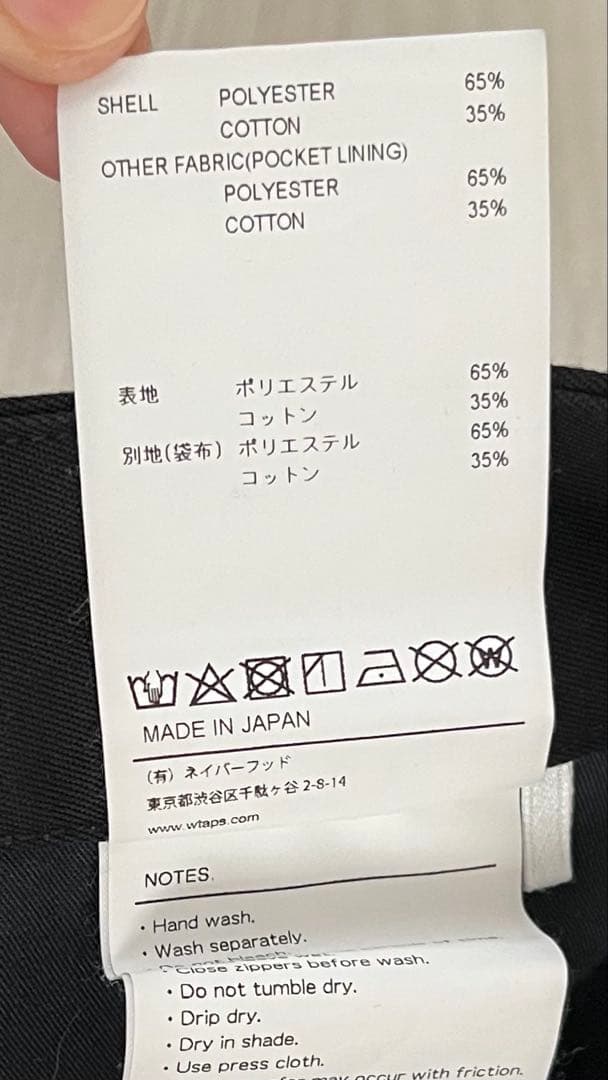 SHELL POLYESTER 65%
COTTON 35%
OTHER FABRIC(POCKET LINING)
POLYESTER 65%
COTTON 35%
表地 ポリエステル 65%
コットン 35%
別地(袋布) ポリエステル 65%
コットン 35%
MADE IN JAPAN
(有) ネイバーフッド
東京都渋谷区千駄ヶ谷 2-8-14
www.wtaps.com
NOTES.
・Hand wash.
・Wash separately.
Close zippers before wash.
・Do not tumble dry.
・Drip dry.
・Dry in shade.
・Use press cloth.
may occur with friction.